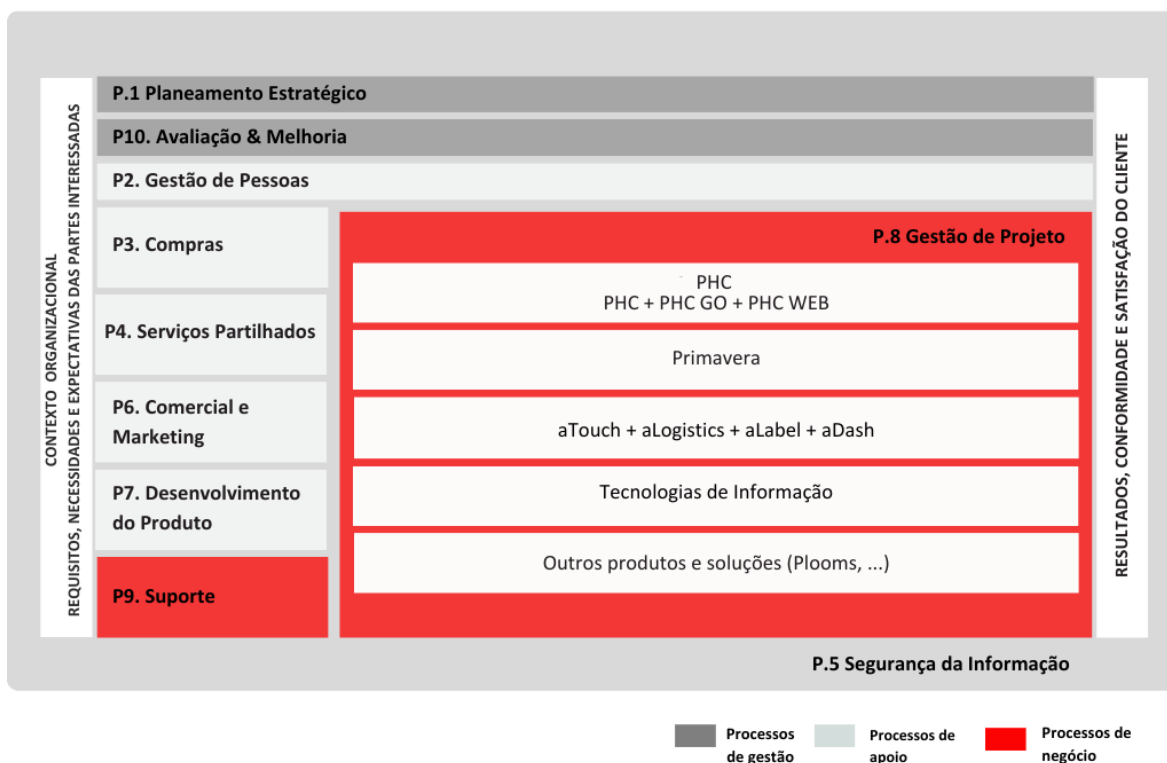 CONTEXTO ORGANIZACIONAL
REQUISITOS, NECESSIDADES E EXPECTATIVAS DAS PARTES INTERESSADAS
P.1 Planeamento Estratégico
P10. Avaliação & Melhoria
P2. Gestão de Pessoas
P3. Compras
P4. Serviços Partilhados
P6. Comercial e
Marketing
P7. Desenvolvimento
do Produto
P9. Suporte
P.8 Gestão de Projeto
PHC
PHC + PHC GO + PHC WEB
Primavera
aTouch + aLogistics + aLabel + aDash
Tecnologias de Informação
Outros produtos e soluções (Plooms, ...)
RESULTADOS, CONFORMIDADE E SATISFAÇÃO DO CLIENTE
P.5 Segurança da Informação
Processos
de gestão
Processos de
apoio
Processos de
negócio